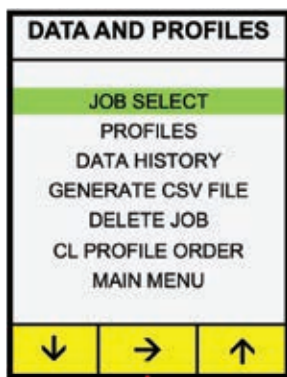 DATA AND PROFILES
JOB SELECT
PROFILES
DATA HISTORY
GENERATE CSV FILE
DELETE JOB
CL PROFILE ORDER
MAIN MENU
↓ → ↑